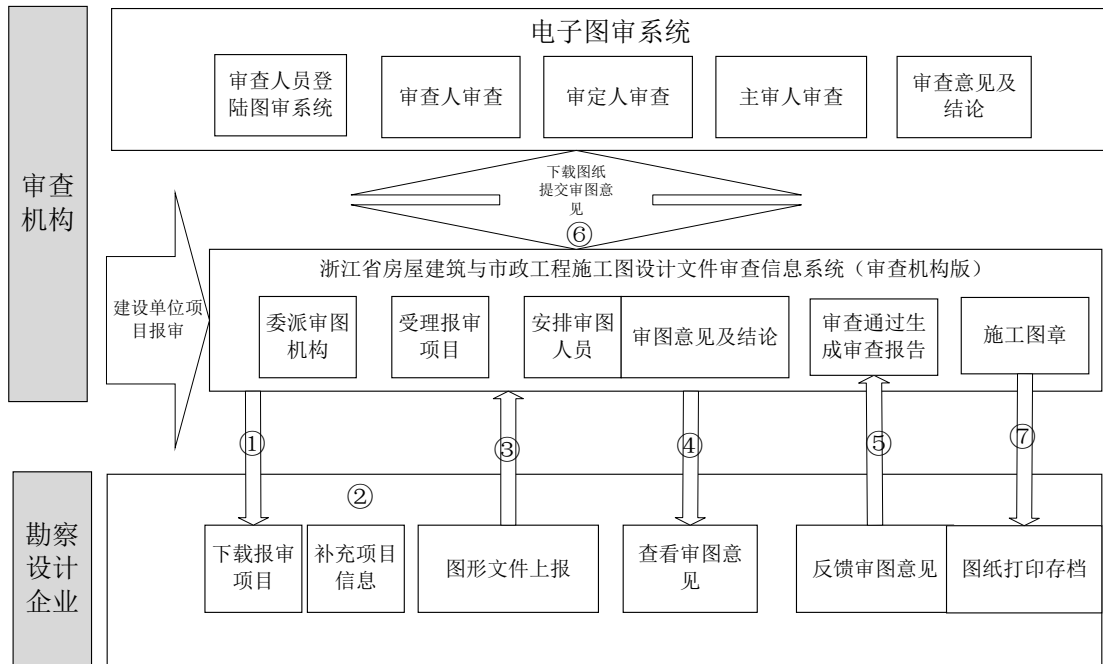 电子图审系统
审查人员登
陆图审系统
审查人审查
审定人审查
主审人审查
审查意见及
结论
审查
机构
下载图纸
提交审图意
见
⑥
建设单位项
目报审
浙江省房屋建筑与市政工程施工图设计文件审查信息系统（审查机构版）
委派审图
机构
受理报审
项目
安排审图
人员
审图意见及结论
审查通过生
成审查报告
施工图章
①
③
④
⑤
⑦
勘察
设计
企业
②
下载报审
项目
补充项目
信息
图形文件上报
查看审图意
见
反馈审图意见
图纸打印存档